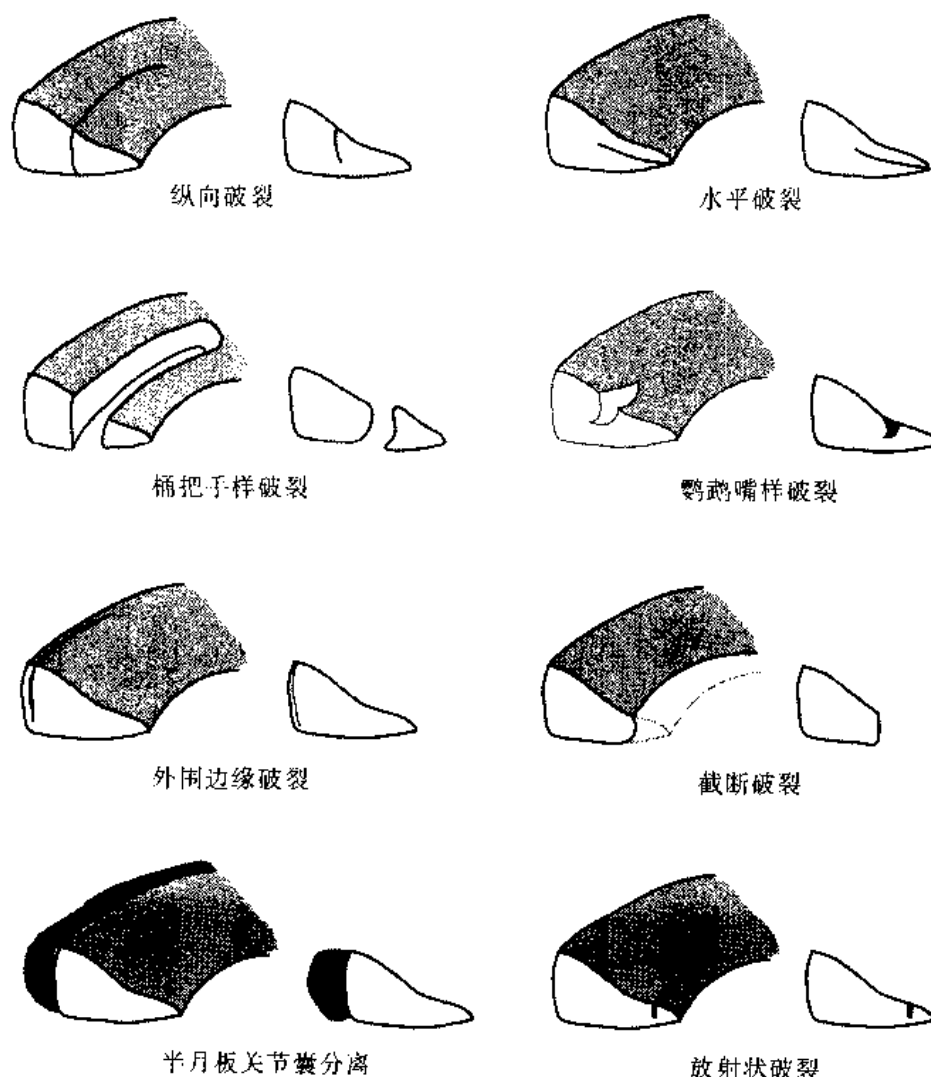 纵向破裂
水平破裂
桶把手样破裂
鹦鹉嘴样破裂
外围边缘破裂
截断破裂
半月板关节囊分离
放射状破裂